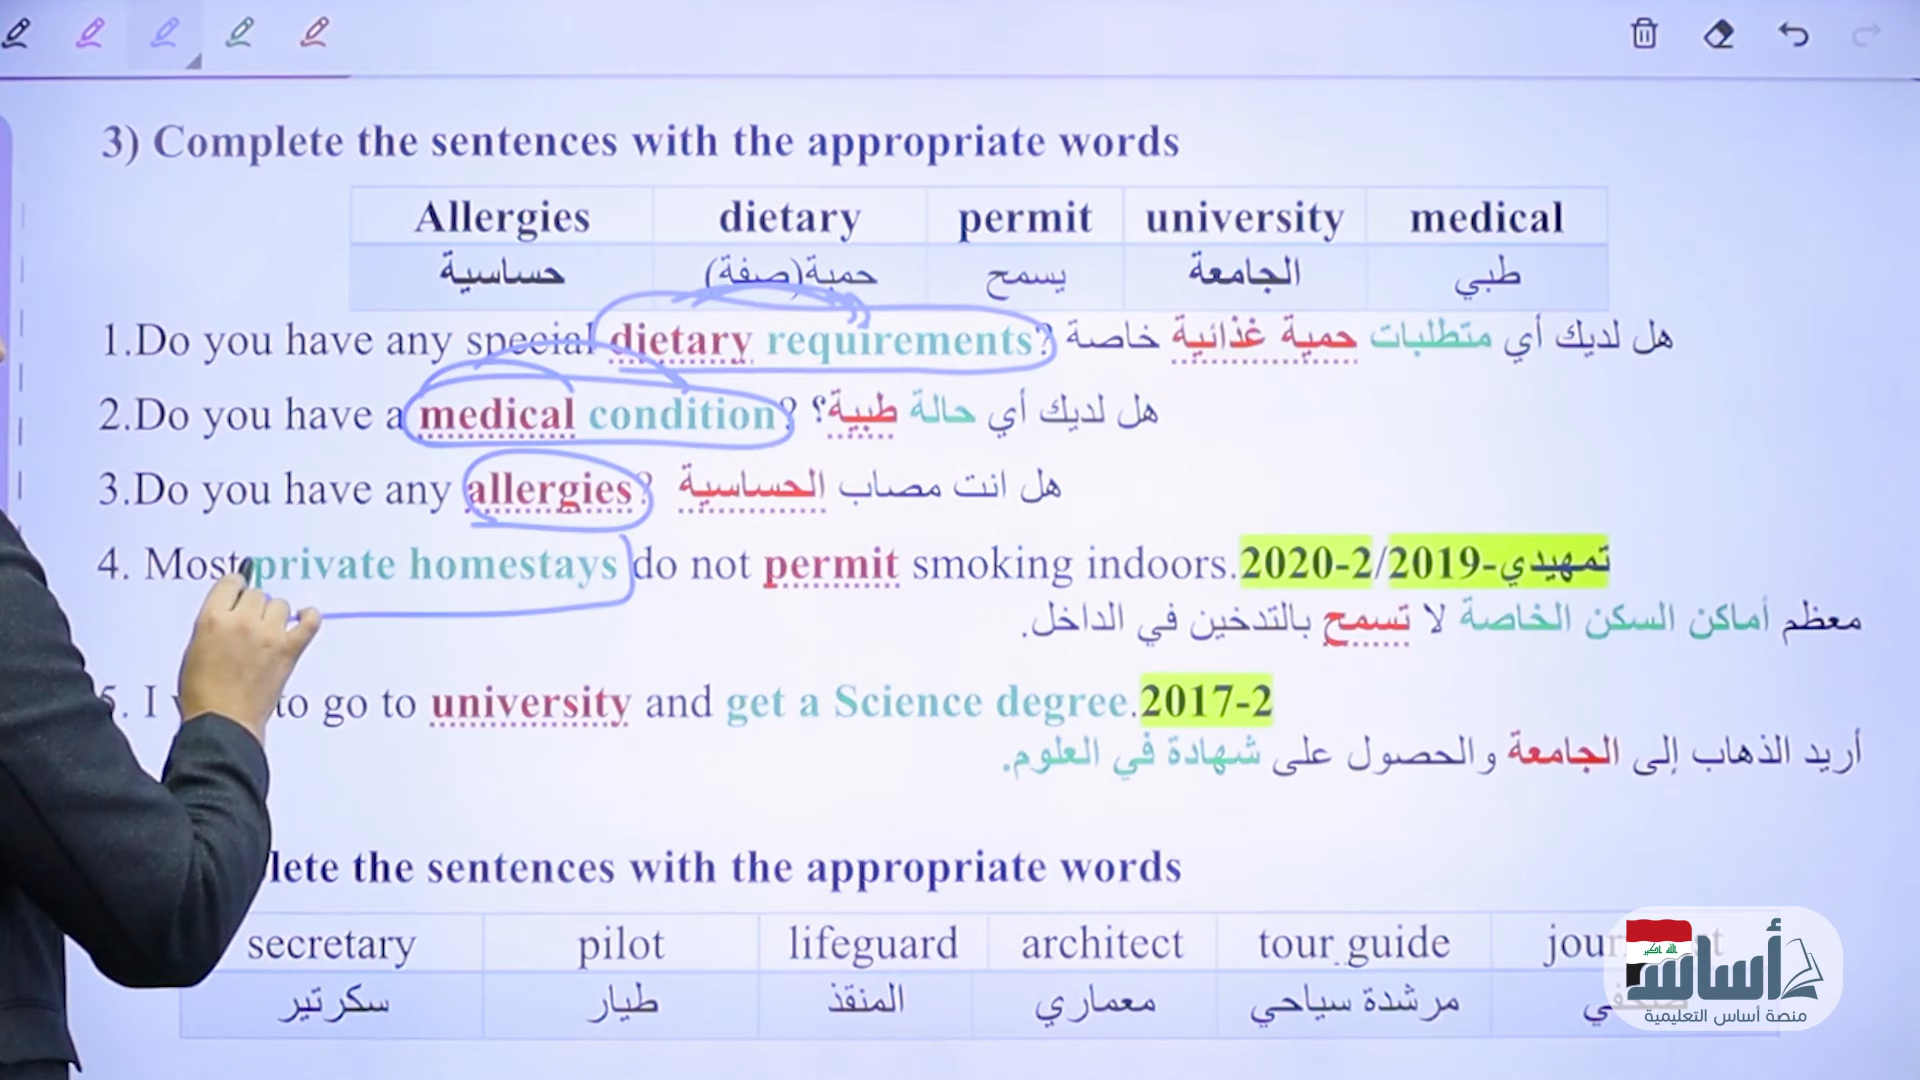 3) Complete the sentences with the appropriate words
Allergies dietary permit university medical
حساسية حمية(صفة) يسمح الجامعة طبي
1.Do you have any special dietary requirements? هل لديك أي متطلبات حمية غذائية خاصة
2.Do you have a medical condition? هل لديك أي حالة طبية؟
3.Do you have any allergies? هل انت مصاب الحساسية
4. Most private homestays do not permit smoking indoors.2020-2/2019-تمهيدي
معظم أماكن السكن الخاصة لا تسمح بالتدخين في الداخل.
5. I to go to university and get a Science degree.2017-2
أريد الذهاب إلى الجامعة والحصول على شهادة في العلوم.
lete the sentences with the appropriate words
secretary pilot lifeguard architect tour guide
سكرتير طيار المنقذ معماري مرشدة سياحي
أساس
منصة أساس التعليمية